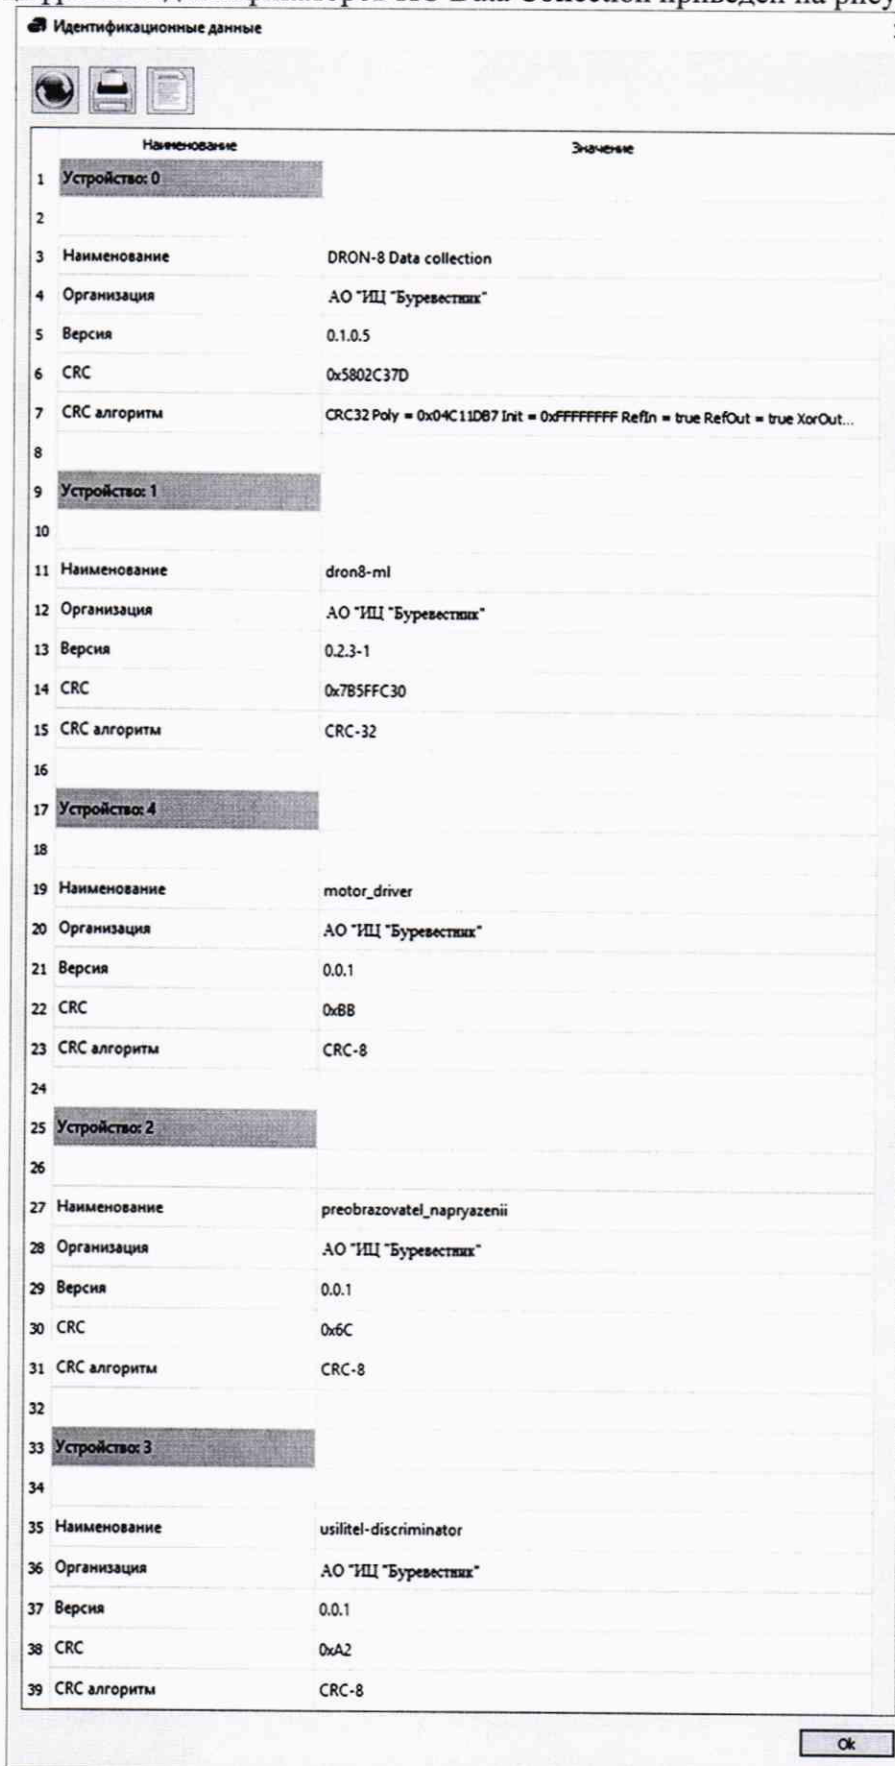 Data Collection приведен на
Идентификационные данные
Наименование Значение
1 Устройство: 0
2
3 Наименование DRON-8 Data collection
4 Организация АО "ИЦ "Буревестник"
5 Версия 0.1.0.5
6 CRC 0x5802C37D
7 CRC алгоритм CRC32 Poly = 0x04C11DB7 Init = 0xFFFFFFFF RefIn = true RefOut = true XorOut...
8
9 Устройство: 1
10
11 Наименование dron8-ml
12 Организация АО "ИЦ "Буревестник"
13 Версия 0.2.3-1
14 CRC 0x7B5FFC30
15 CRC алгоритм CRC-32
16
17 Устройство: 4
18
19 Наименование motor_driver
20 Организация АО "ИЦ "Буревестник"
21 Версия 0.0.1
22 CRC 0xBB
23 CRC алгоритм CRC-8
24
25 Устройство: 2
26
27 Наименование preobrazovatel_napryazenii
28 Организация АО "ИЦ "Буревестник"
29 Версия 0.0.1
30 CRC 0x6C
31 CRC алгоритм CRC-8
32
33 Устройство: 3
34
35 Наименование usilitel-discriminator
36 Организация АО "ИЦ "Буревестник"
37 Версия 0.0.1
38 CRC 0xA2
39 CRC алгоритм CRC-8
Ok